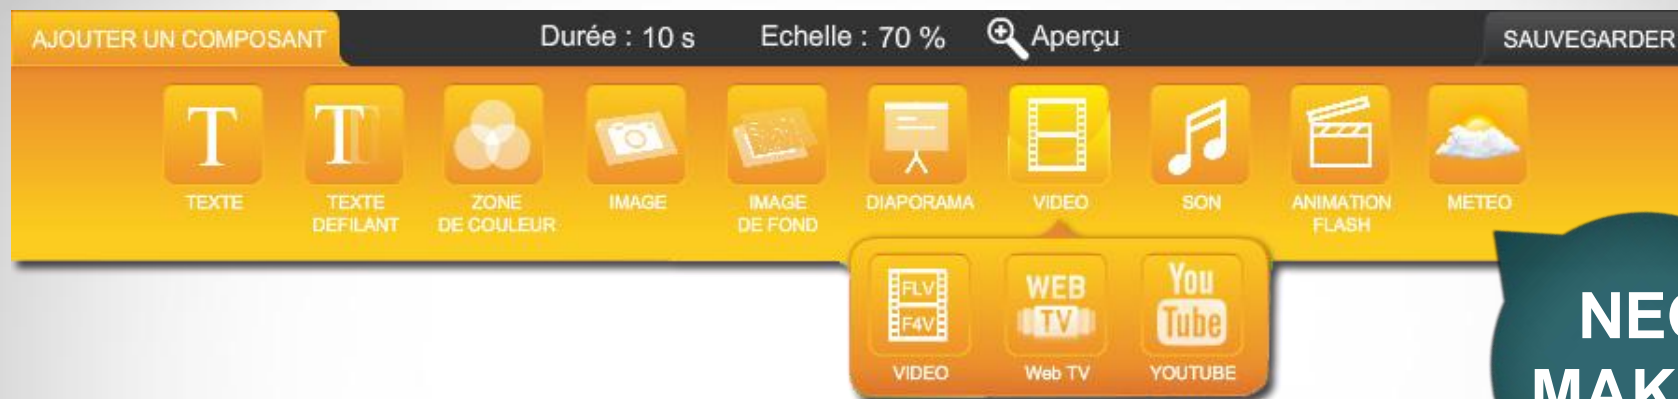 AJOUTER UN COMPOSANT
Durée : 10 s
Echelle : 70 %
Aperçu
SAUVEGARDER
T
T
TEXTE
TEXTE
DEFILANT
ZONE
DE COULEUR
IMAGE
IMAGE
DE FOND
DIAPORAMA
VIDEO
SON
ANIMATION
FLASH
METEO
FLV
F4V
WEB
TV
You
Tube
VIDEO
Web TV
YOUTUBE